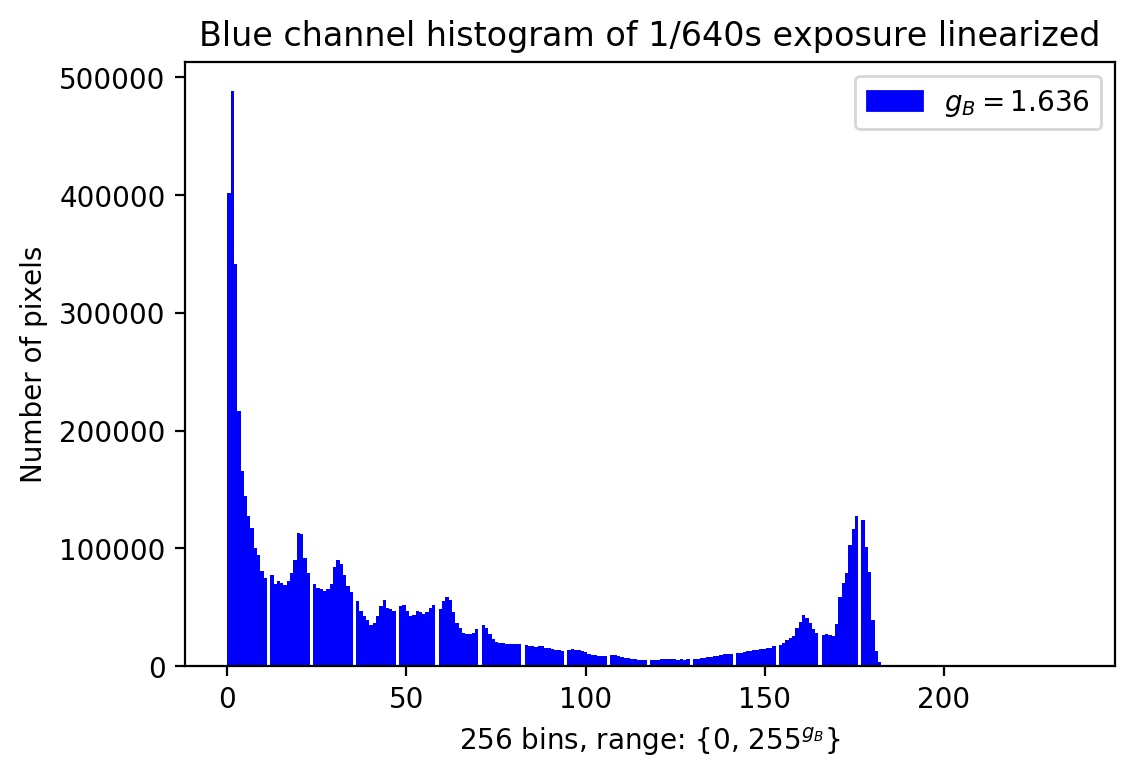 Blue channel histogram of 1/640s exposure linearized
500000
400000
300000
200000
100000
0
Number of pixels
g_B = 1.636
0 50 100 150 200
256 bins, range: {0, 255^{g_B}}